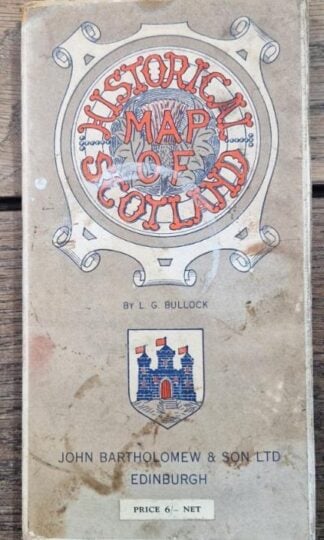 HISTORICAL
MAP
OF
SCOTLAND
BY L. G. BULLOCK
JOHN BARTHOLOMEW & SON LTD
EDINBURGH
PRICE 6/- NET